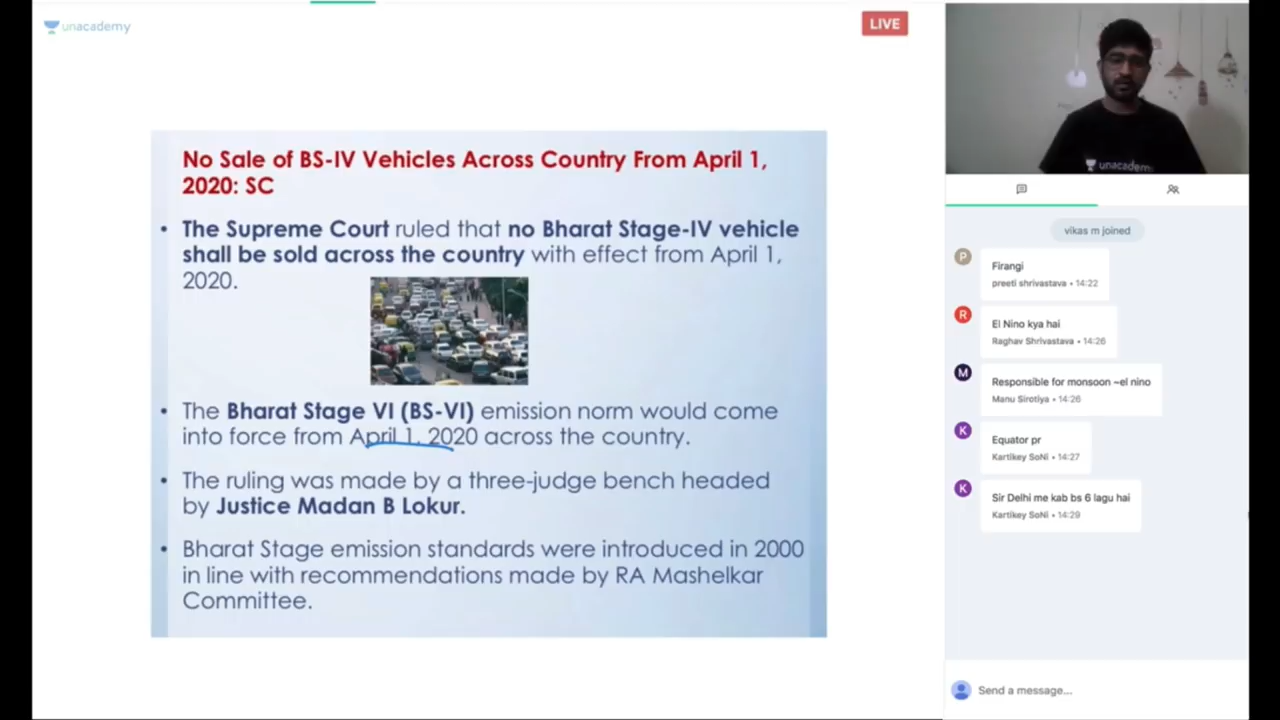 unacademy
LIVE
No Sale of BS-IV Vehicles Across Country From April 1,
2020: SC
• The Supreme Court ruled that no Bharat Stage-IV vehicle
shall be sold across the country with effect from April 1,
2020.
• The Bharat Stage VI (BS-VI) emission norm would come
into force from April 1, 2020 across the country.
• The ruling was made by a three-judge bench headed
by Justice Madan B Lokur.
• Bharat Stage emission standards were introduced in 2000
in line with recommendations made by RA Mashelkar
Committee.
unacademy
vikas m joined
P
Firangi
preeti shrivastava • 14:22
R
El Nino kya hai
Raghav Shrivastava • 14:26
M
Responsible for monsoon ~el nino
Manu Sirotiya • 14:26
K
Equator pr
Kartikey SoNi • 14:27
K
Sir Delhi me kab bs 6 lagu hai
Kartikey SoNi • 14:29
Send a message...